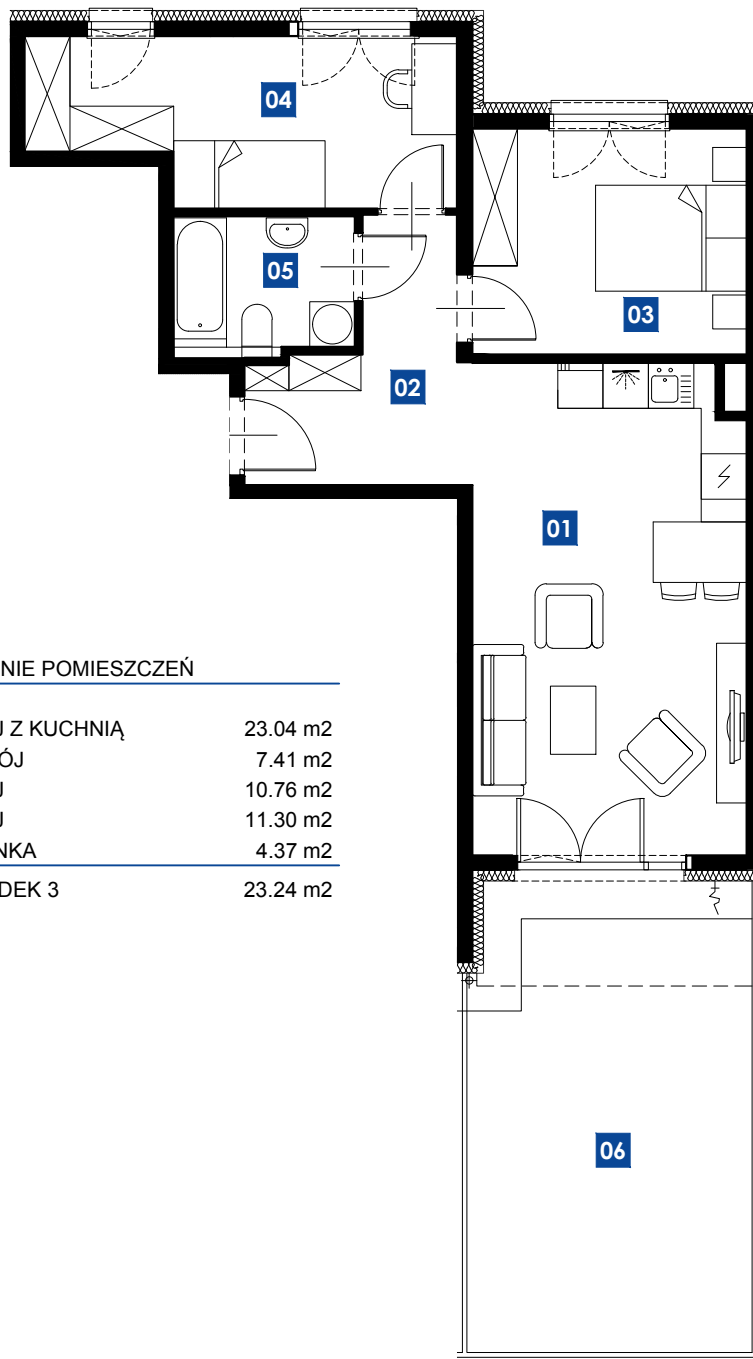 04
03
05
02
01
NIE POMIESZCZEŃ
J Z KUCHNIĄ 23.04 m2
ÓJ 7.41 m2
J 10.76 m2
J 11.30 m2
NKA 4.37 m2
DEK 3 23.24 m2
06